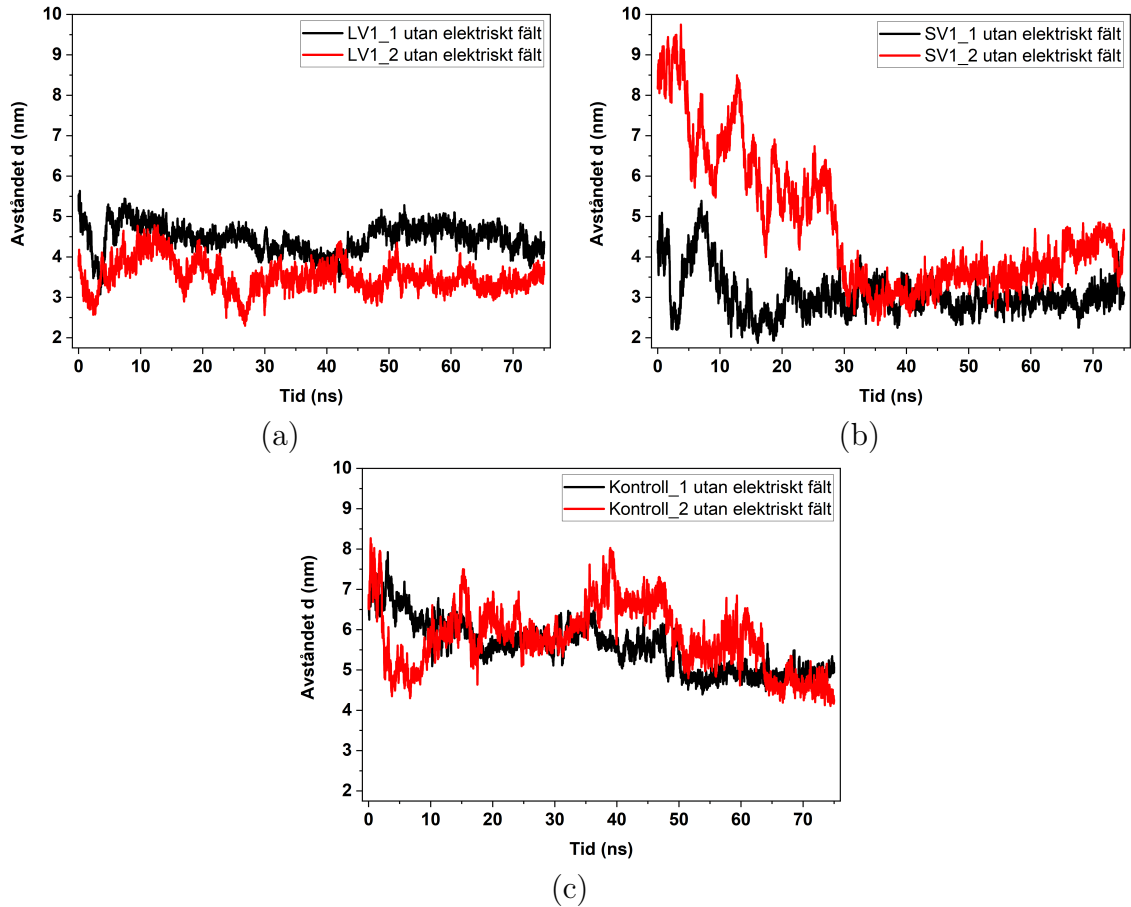 LV1_1 utan elektriskt fält
LV1_2 utan elektriskt fält
Avståndet d (nm)
10
9
8
7
6
5
4
3
2
0 10 20 30 40 50 60 70
Tid (ns)
(a)
SV1_1 utan elektriskt fält
SV1_2 utan elektriskt fält
Avståndet d (nm)
10
9
8
7
6
5
4
3
2
0 10 20 30 40 50 60 70
Tid (ns)
(b)
Kontroll_1 utan elektriskt fält
Kontroll_2 utan elektriskt fält
Avståndet d (nm)
10
9
8
7
6
5
4
3
2
0 10 20 30 40 50 60 70
Tid (ns)
(c)